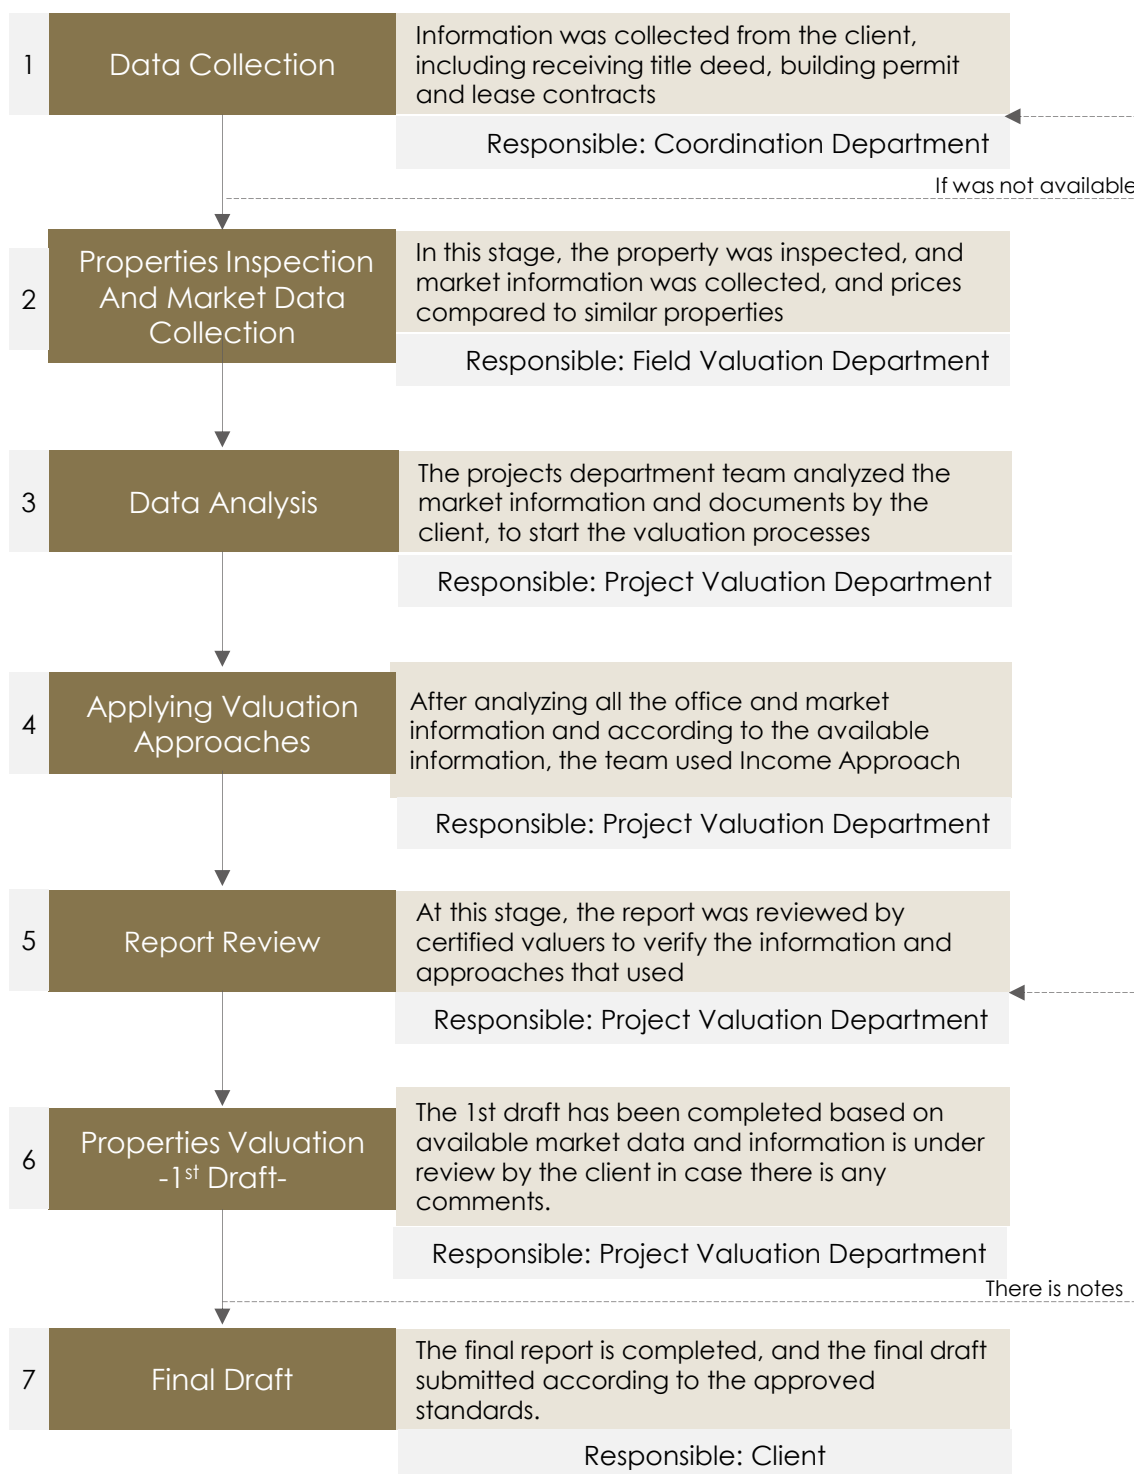 1
Data Collection
Information was collected from the client,
including receiving title deed, building permit
and lease contracts
Responsible: Coordination Department
If was not available
2
Properties Inspection
And Market Data
Collection
In this stage, the property was inspected, and
market information was collected, and prices
compared to similar properties
Responsible: Field Valuation Department
3
Data Analysis
The projects department team analyzed the
market information and documents by the
client, to start the valuation processes
Responsible: Project Valuation Department
4
Applying Valuation
Approaches
After analyzing all the office and market
information and according to the available
information, the team used Income Approach
Responsible: Project Valuation Department
5
Report Review
At this stage, the report was reviewed by
certified valuers to verify the information and
approaches that used
Responsible: Project Valuation Department
6
Properties Valuation
-1st Draft-
The 1st draft has been completed based on
available market data and information is under
review by the client in case there is any
comments.
Responsible: Project Valuation Department
There is notes
7
Final Draft
The final report is completed, and the final draft
submitted according to the approved
standards.
Responsible: Client